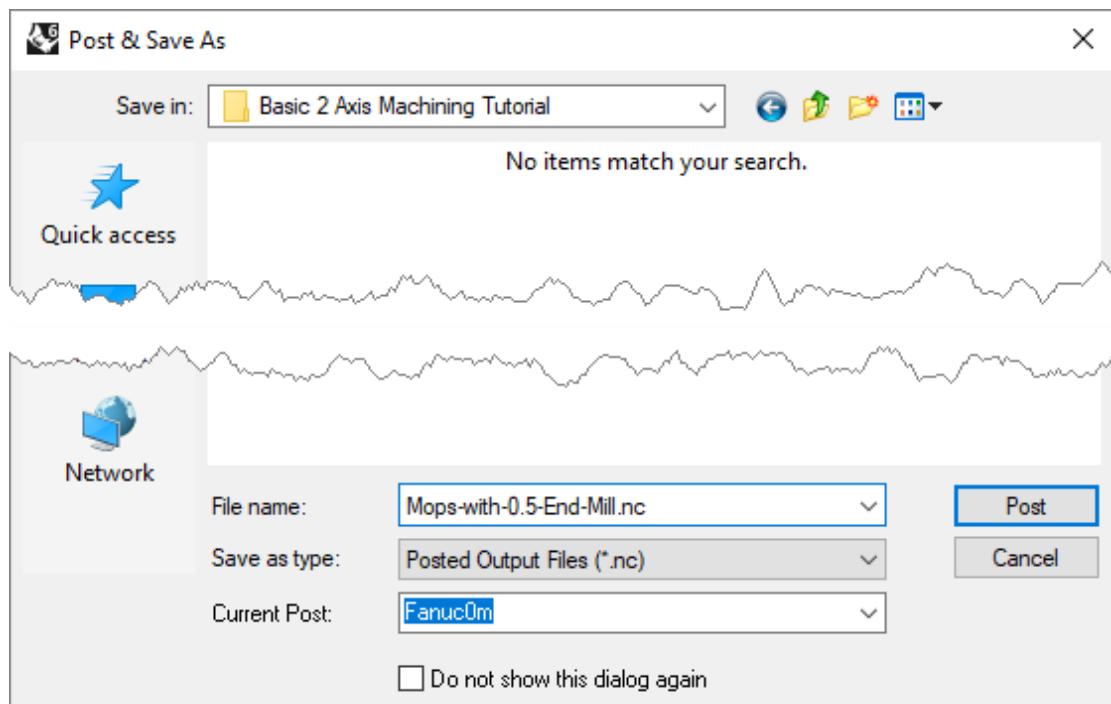 Post & Save As
Save in: Basic 2 Axis Machining Tutorial
No items match your search.
Quick access
Network
File name: Mops-with-0.5-End-Mill.nc Post
Save as type: Posted Output Files (*.nc) Cancel
Current Post: Fanuc0m
Do not show this dialog again